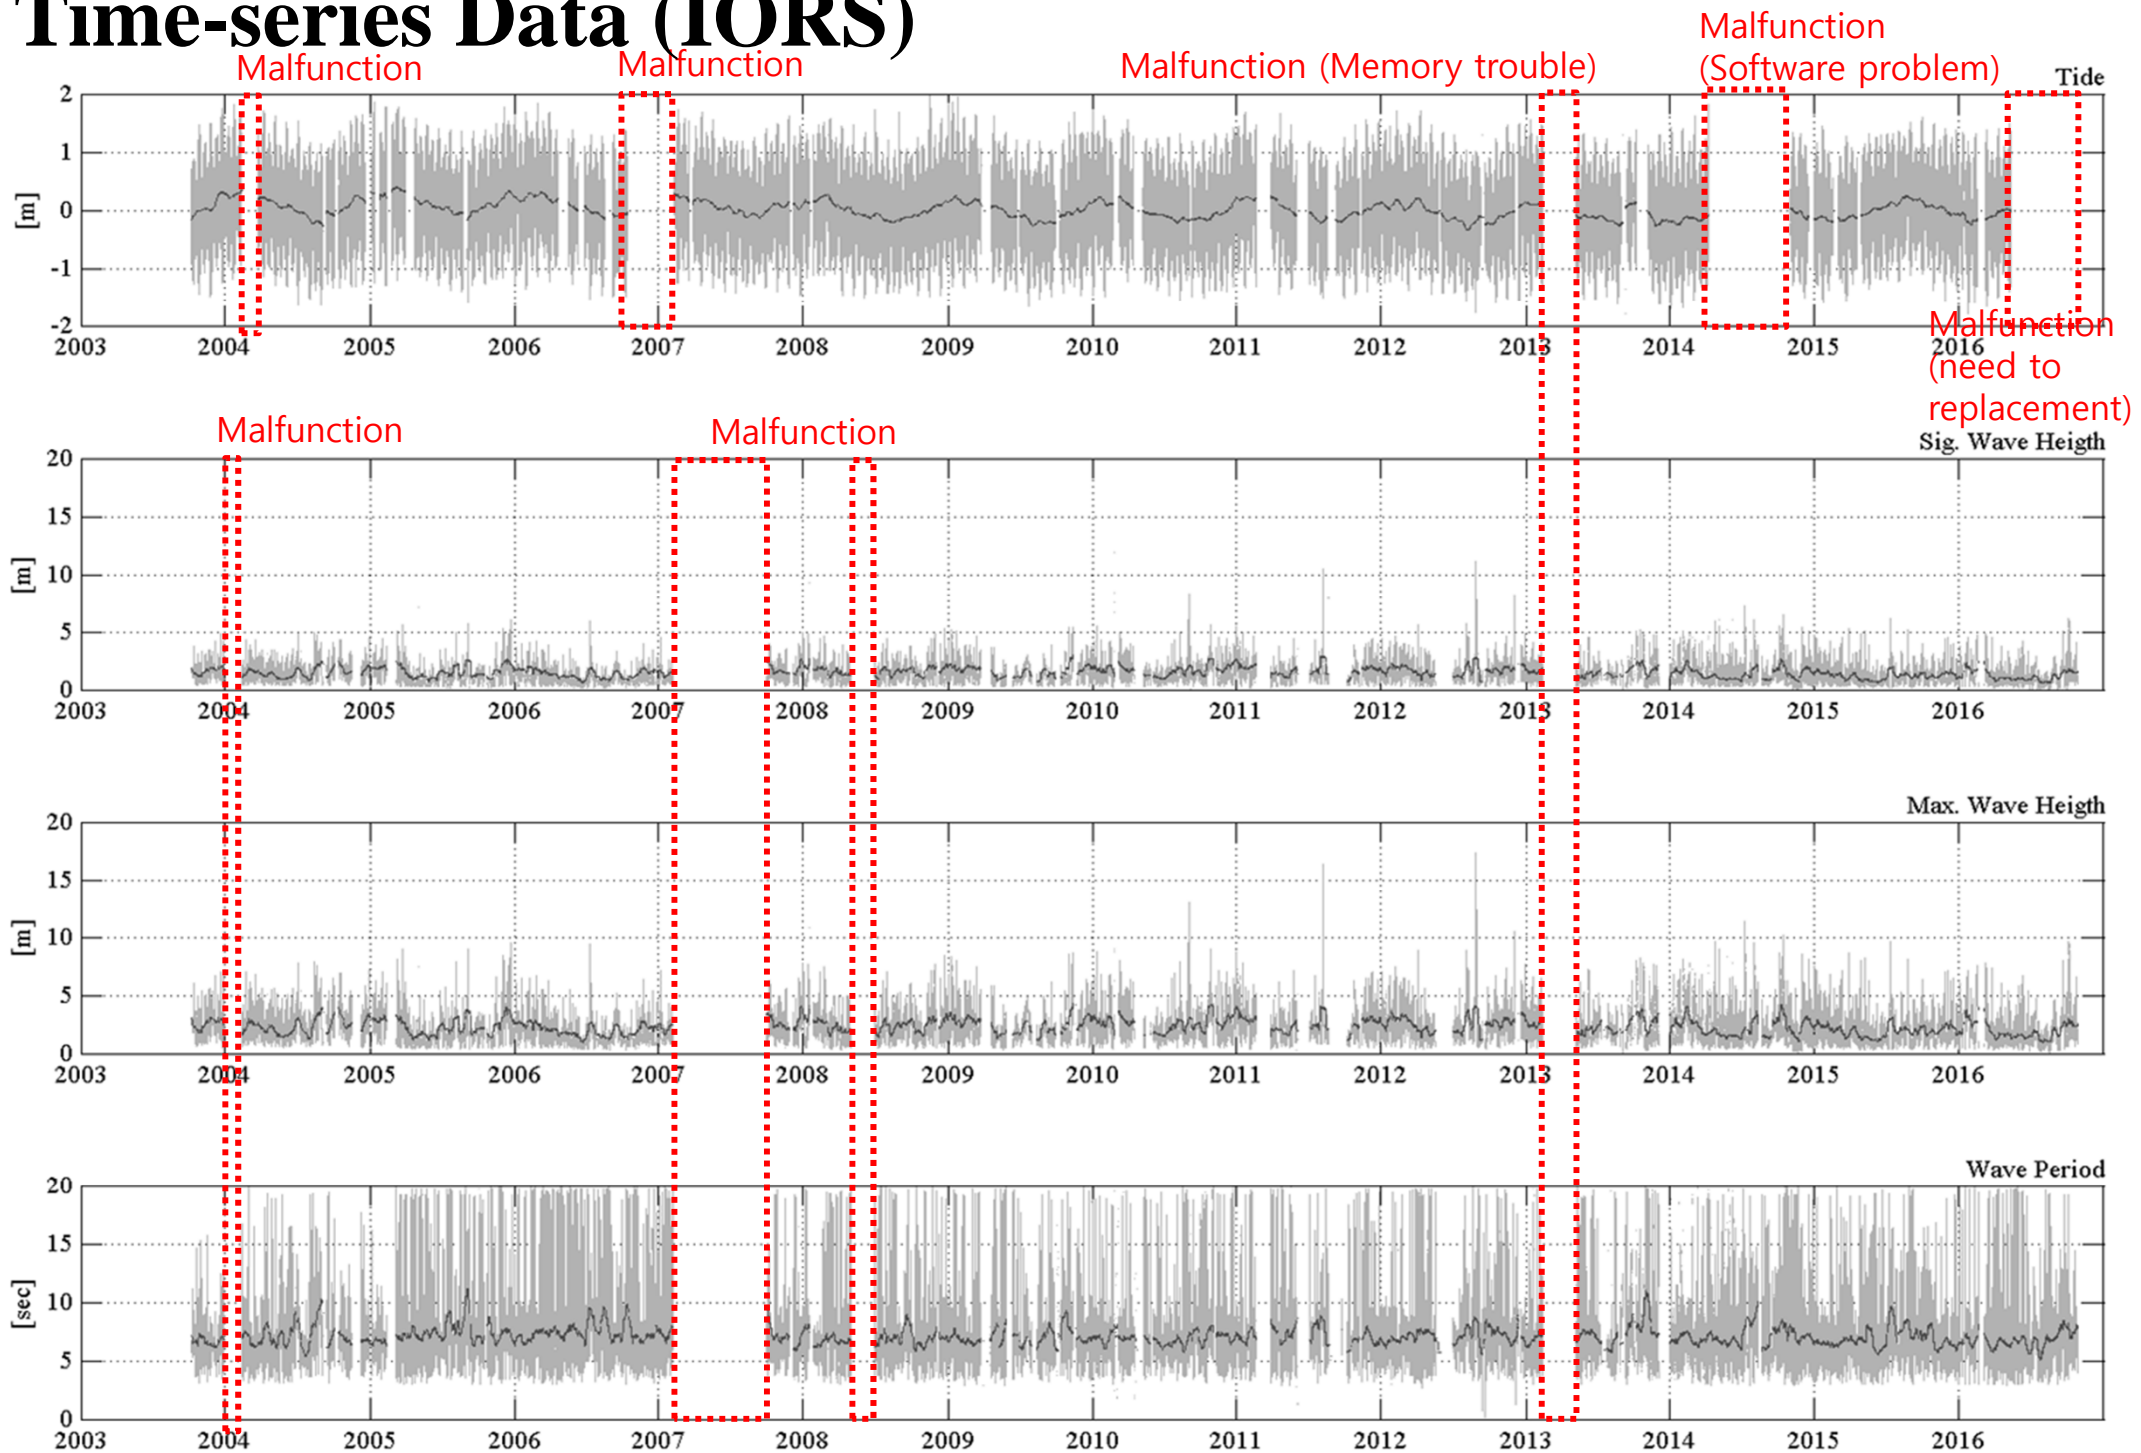 Time-series Data (IORS)
Malfunction
Malfunction
Malfunction (Memory trouble)
Malfunction
(Software problem)
Tide
2
1
0
-1
-2
[m]
2003 2004 2005 2006 2007 2008 2009 2010 2011 2012 2013 2014 2015 2016
Malfunction
(need to
replacement)
Malfunction
Malfunction
Sig. Wave Heigth
20
15
10
5
0
[m]
2003 2004 2005 2006 2007 2008 2009 2010 2011 2012 2013 2014 2015 2016
Max. Wave Heigth
20
15
10
5
0
[m]
2003 2004 2005 2006 2007 2008 2009 2010 2011 2012 2013 2014 2015 2016
Wave Period
20
15
10
5
0
[sec]
2003 2004 2005 2006 2007 2008 2009 2010 2011 2012 2013 2014 2015 2016